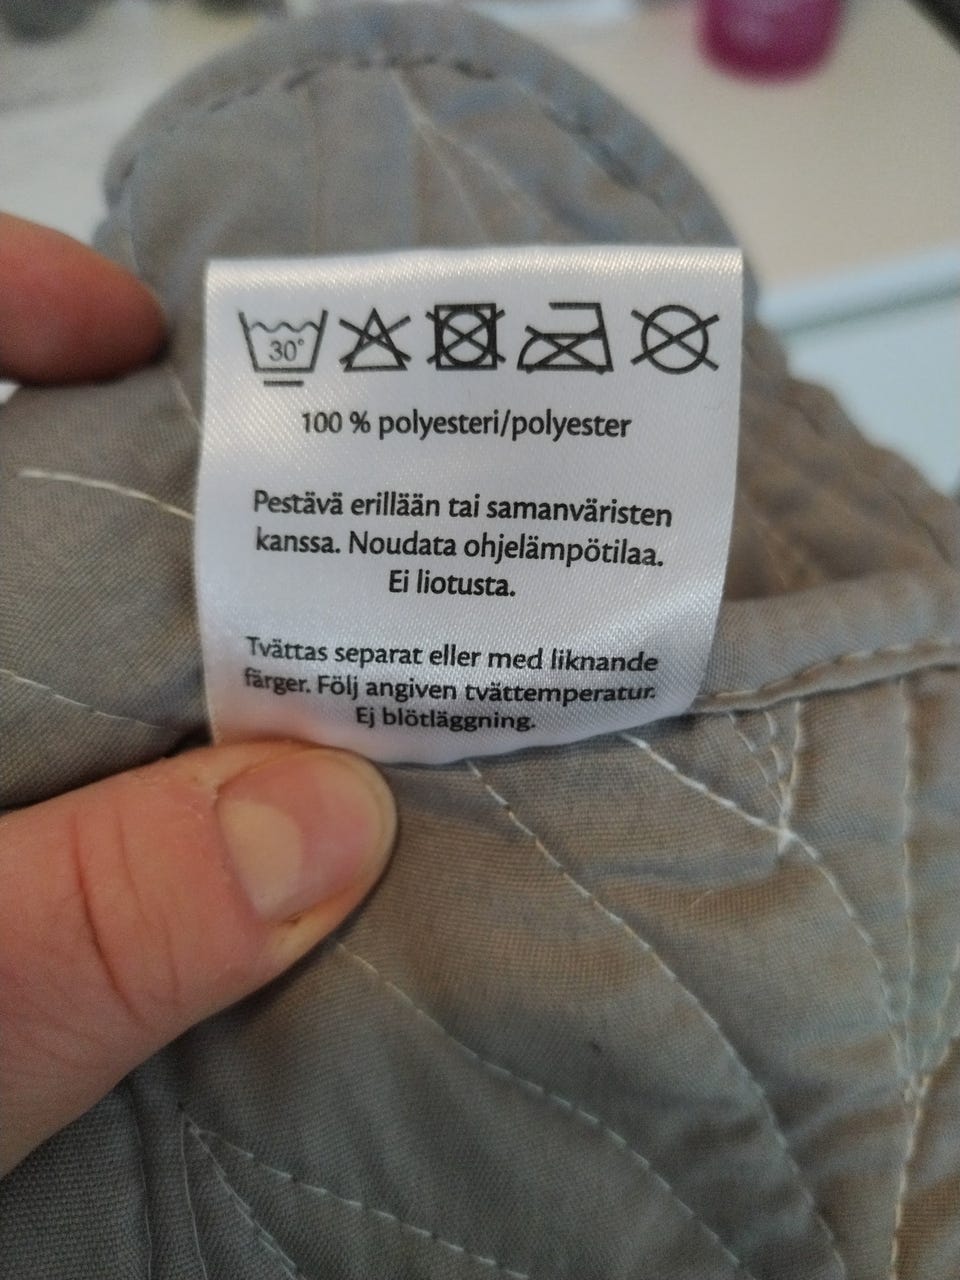 30°
100 % polyesteri/polyester
Pestävä erillään tai samanväristen
kanssa. Noudata ohjelämpötilaa.
Ei liotusta.
Tvättas separat eller med liknande
färger. Följ angiven tvättemperatur.
Ej blötläggning.